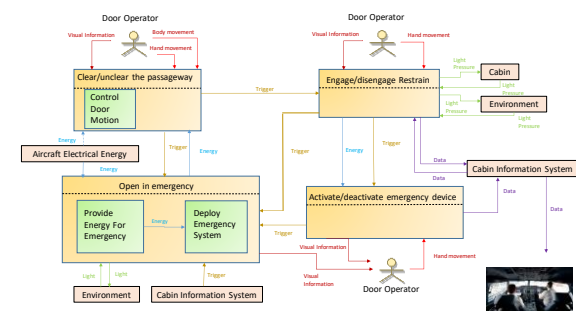 Door Operator
Door Operator
Visual Information
Body movement
Hand movement
Visual Information
Hand movement
Clear/unclear the passageway
Control
Door
Motion
Trigger
Engage/disengage Restrain
Light
Pressure
Cabin
Light
Pressure
Light
Pressure
Environment
Light
Pressure
Energy
Aircraft Electrical Energy
Energy
Trigger
Energy
Energy
Trigger
Data
Data
Cabin Information System
Open in emergency
Provide
Energy For
Emergency
Energy
Deploy
Emergency
System
Activate/deactivate emergency device
Data
Data
Trigger
Visual Information
Visual
Information
Hand movement
Door Operator
Light
Light
Trigger
Environment
Cabin Information System